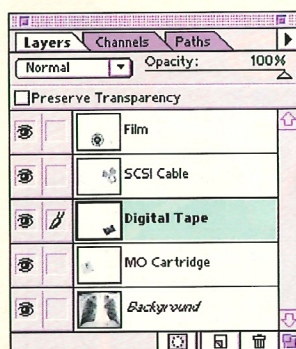 Layers Channels Paths
Normal Opacity: 100%
Preserve Transparency
Film
SCSI Cable
Digital Tape
MO Cartridge
Background